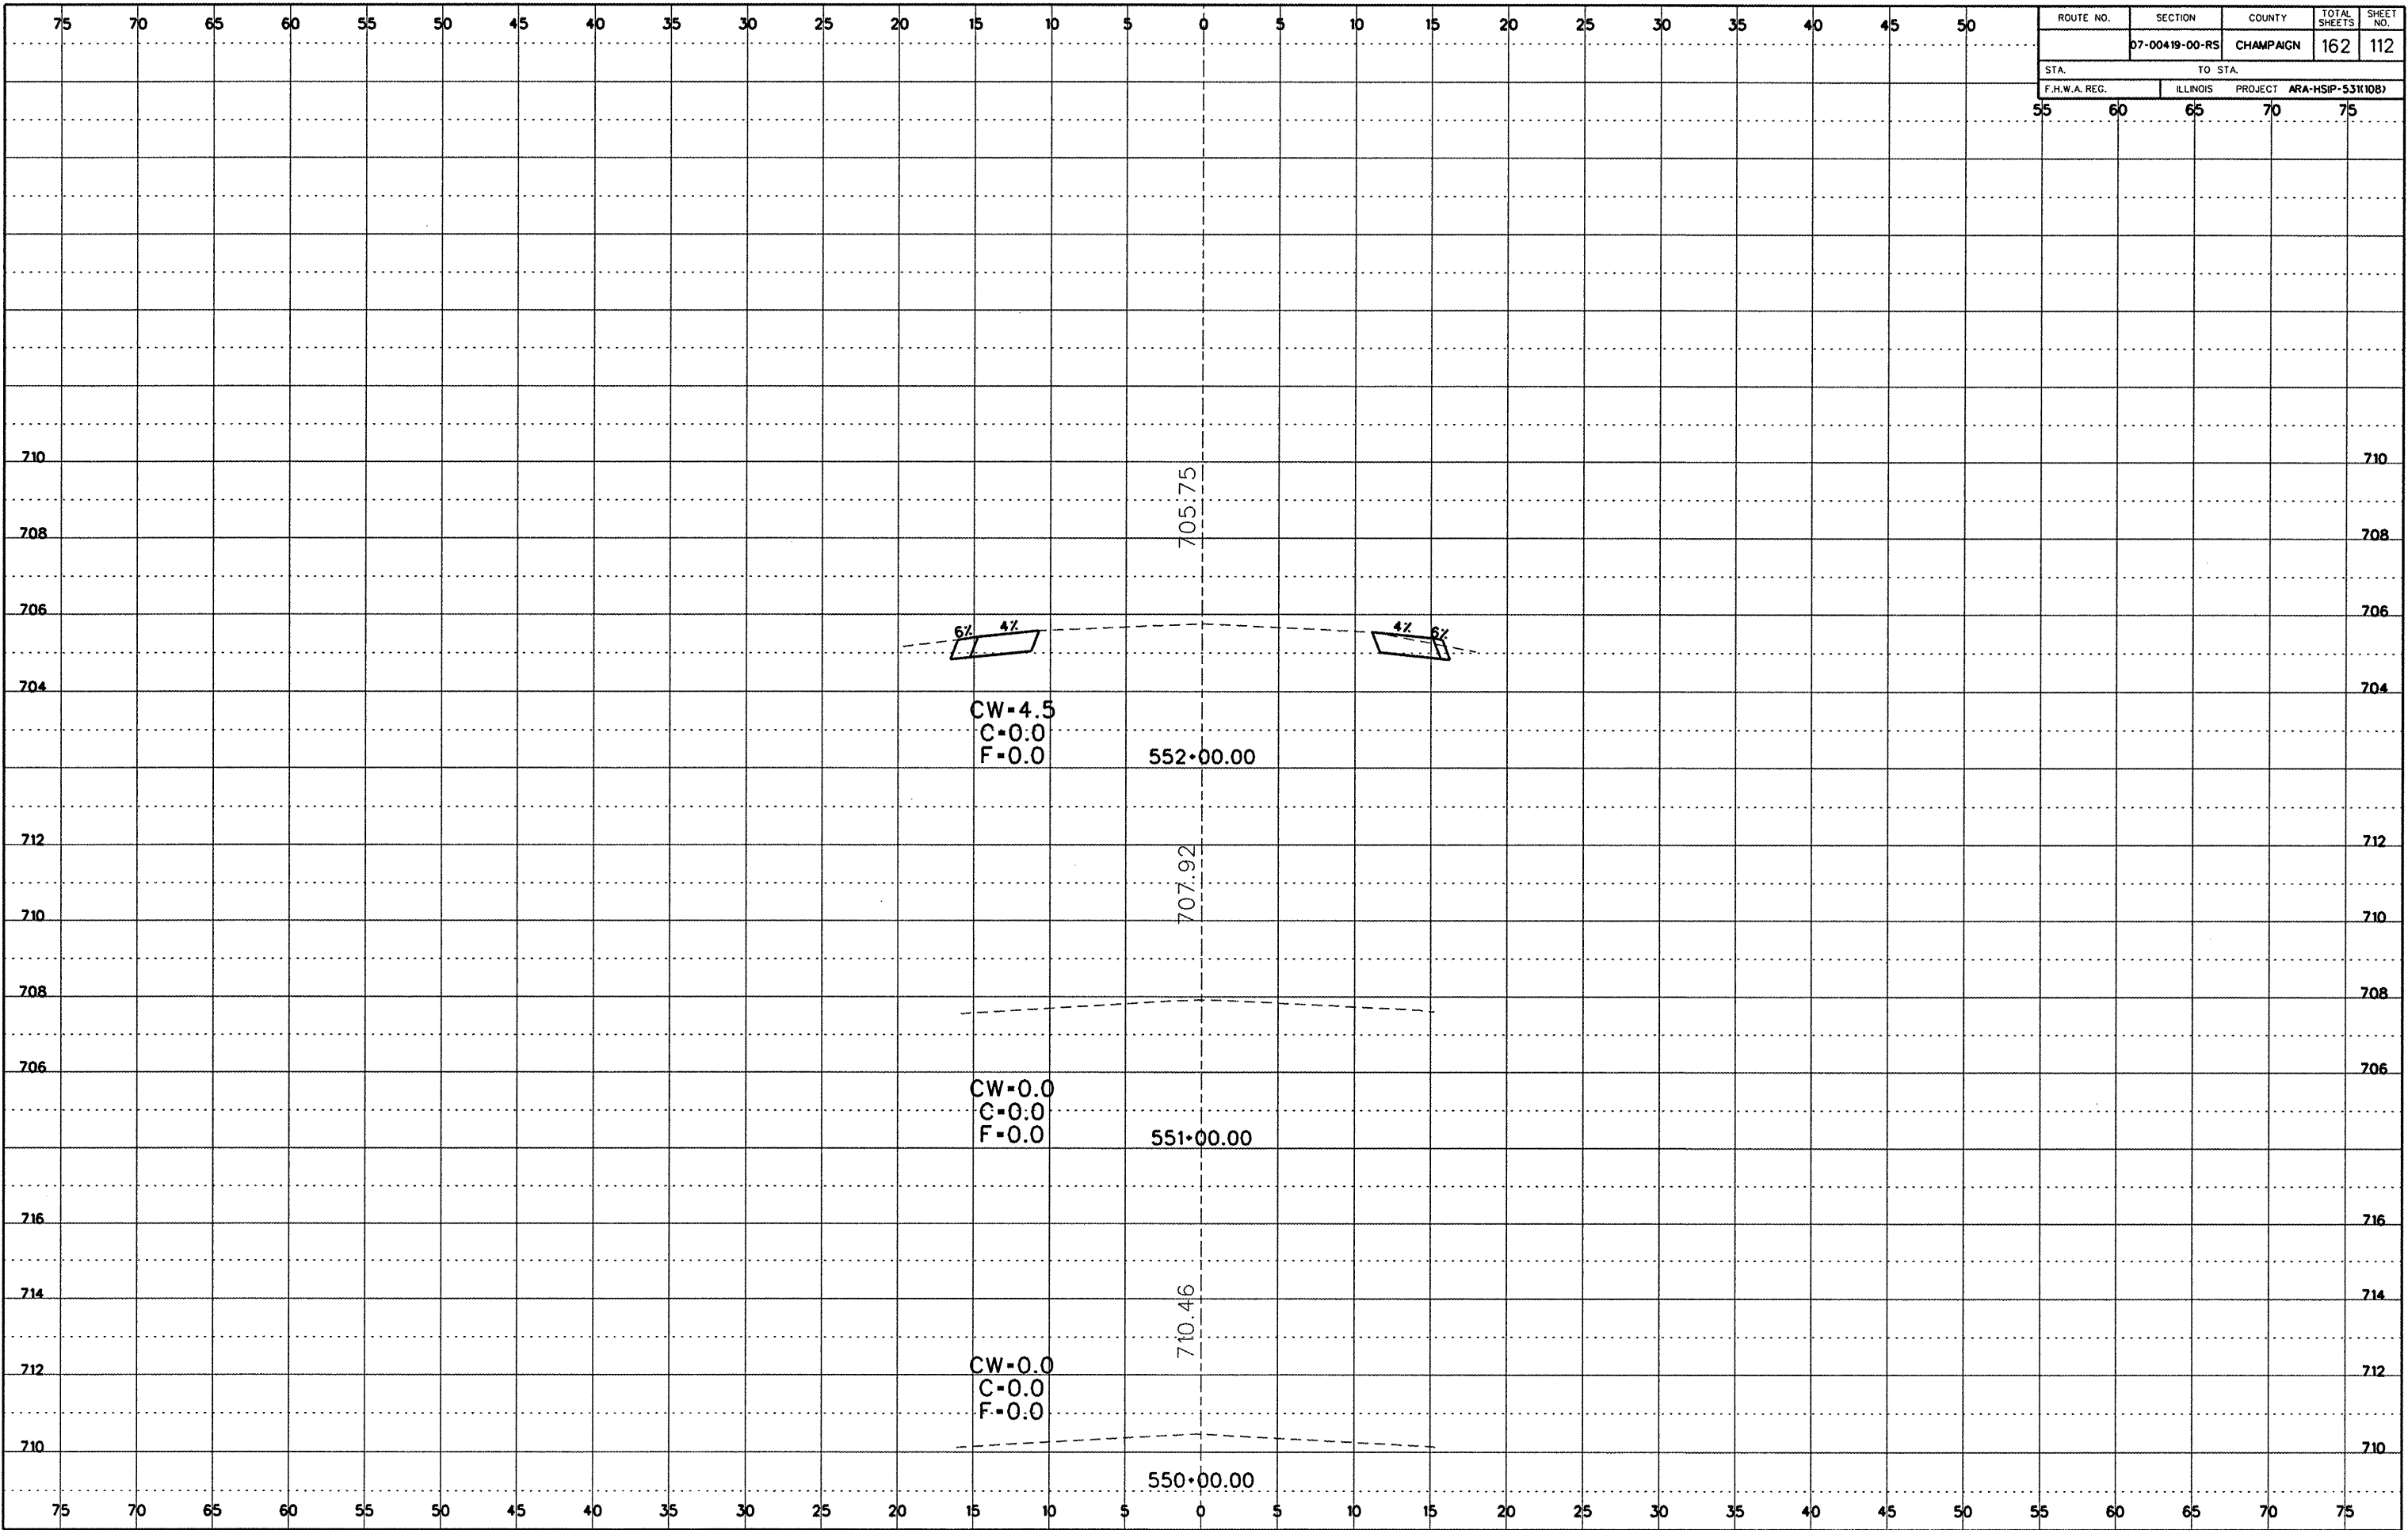 75 70 65 60 55 50 45 40 35 30 25 20 15 10 5 0 5 10 15 20 25 30 35 40 45 50
ROUTE NO. SECTION COUNTY TOTAL SHEETS SHEET NO.
07-00419-00-RS CHAMPAIGN 162 112
STA. TO STA.
F.H.W.A. REG. ILLINOIS PROJECT ARA-HSIP-531(108)
55 60 65 70 75
710 710
705.75
708 708
706 706
6% 4% 4% 6%
704 704
CW=4.5
C=0.0
F=0.0 552+00.00
712 712
707.92
710 710
708 708
706 706
CW=0.0
C=0.0
F=0.0 551+00.00
716 716
714 714
710.46
712 712
CW=0.0
C=0.0
F=0.0
710 710
550+00.00
75 70 65 60 55 50 45 40 35 30 25 20 15 10 5 0 5 10 15 20 25 30 35 40 45 50 55 60 65 70 75